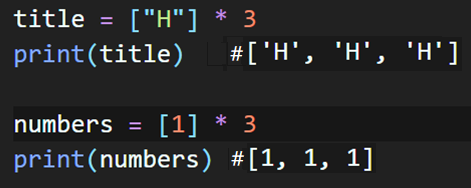 title = ["H"] * 3
print(title) #['H', 'H', 'H']
numbers = [1] * 3
print(numbers) #[1, 1, 1]